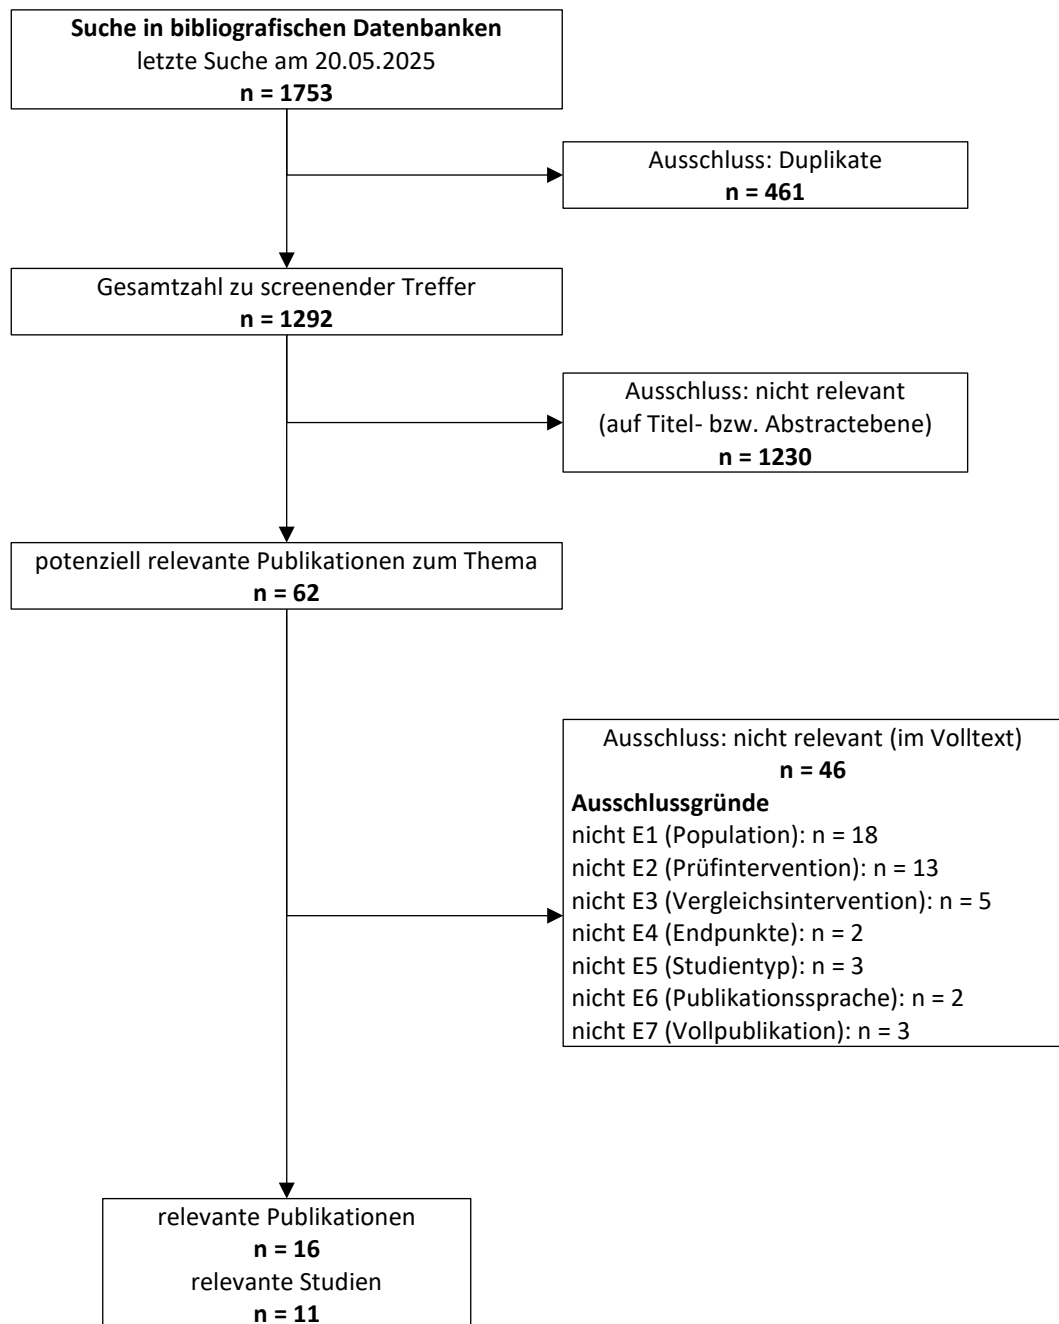 Suche in bibliografischen Datenbanken
letzte Suche am 20.05.2025
n = 1753
Ausschluss: Duplikate
n = 461
Gesamtzahl zu screenender Treffer
n = 1292
Ausschluss: nicht relevant
(auf Titel- bzw. Abstractebene)
n = 1230
potenziell relevante Publikationen zum Thema
n = 62
Ausschluss: nicht relevant (im Volltext)
n = 46
Ausschlussgründe
nicht E1 (Population): n = 18
nicht E2 (Prüfintervention): n = 13
nicht E3 (Vergleichsintervention): n = 5
nicht E4 (Endpunkte): n = 2
nicht E5 (Studientyp): n = 3
nicht E6 (Publikationssprache): n = 2
nicht E7 (Vollpublikation): n = 3
relevante Publikationen
n = 16
relevante Studien
n = 11